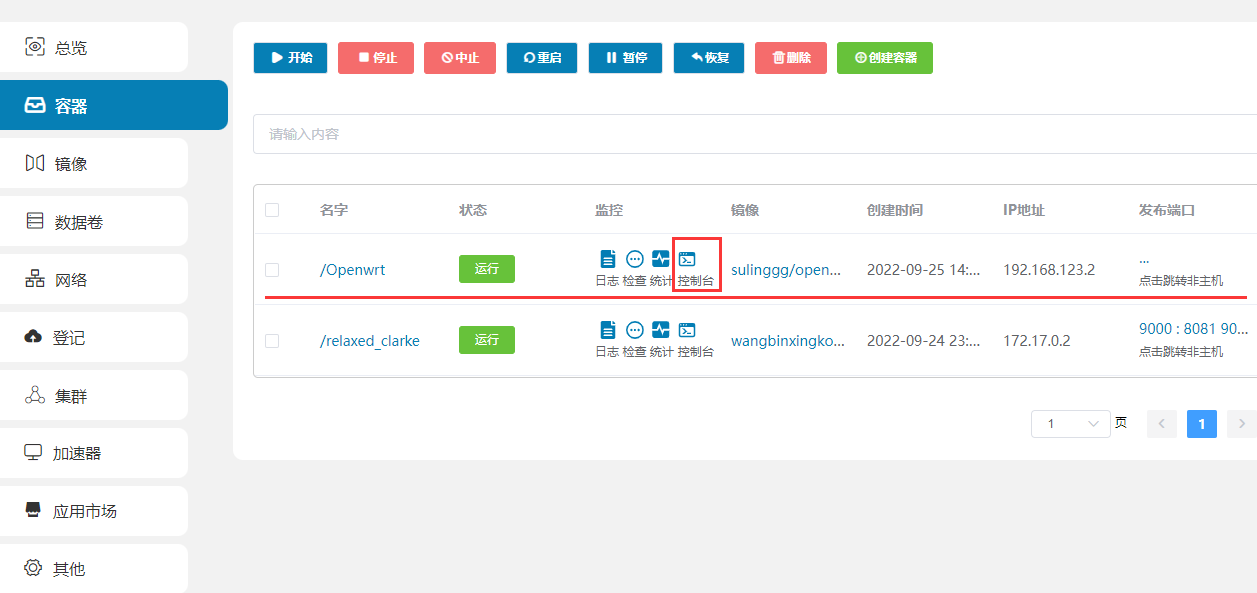 总览
容器
镜像
数据卷
网络
登记
集群
加速器
应用市场
其他
开始 停止 中止 重启 暂停 恢复 删除 创建容器
请输入内容
名字 状态 监控 镜像 创建时间 IP地址 发布端口
/Openwrt 运行 日志 检查 统计 控制台 sulinggg/open... 2022-09-25 14:... 192.168.123.2 ...
点击跳转非主机
/relaxed_clarke 运行 日志 检查 统计 控制台 wangbinxingko... 2022-09-24 23:... 172.17.0.2 9000 : 8081 90...
点击跳转非主机
1 页 1